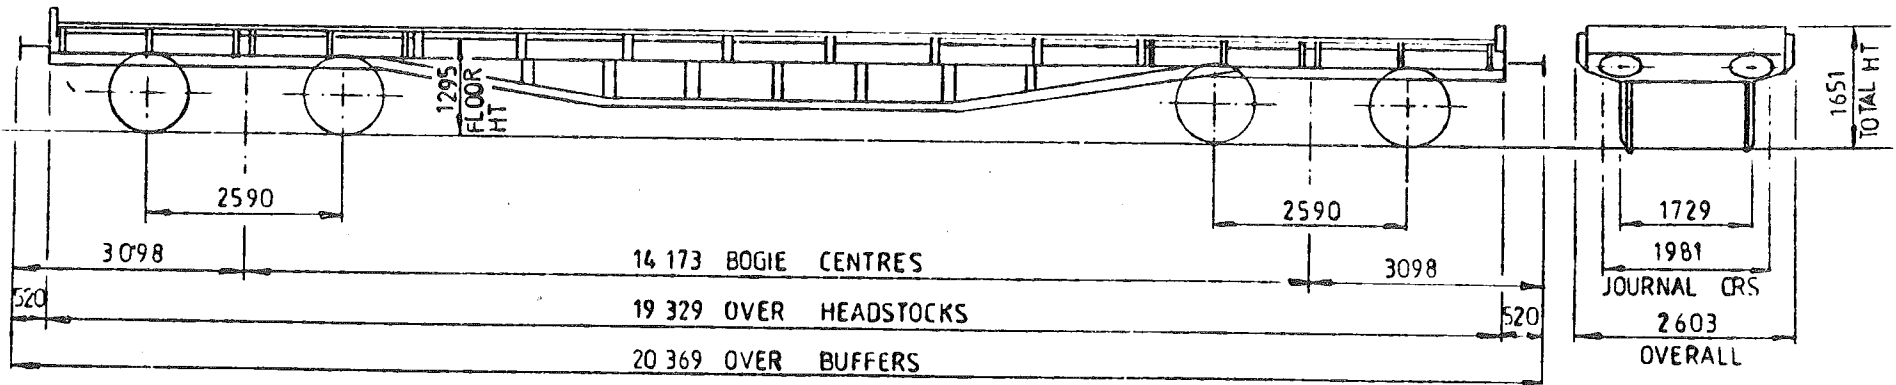 1295
FLOOR
HT
1651
TOTAL HT
2590
2590
1729
3098
14 173 BOGIE CENTRES
3098
1981
JOURNAL CRS
520
19 329 OVER HEADSTOCKS
520
2603
OVERALL
20 369 OVER BUFFERS